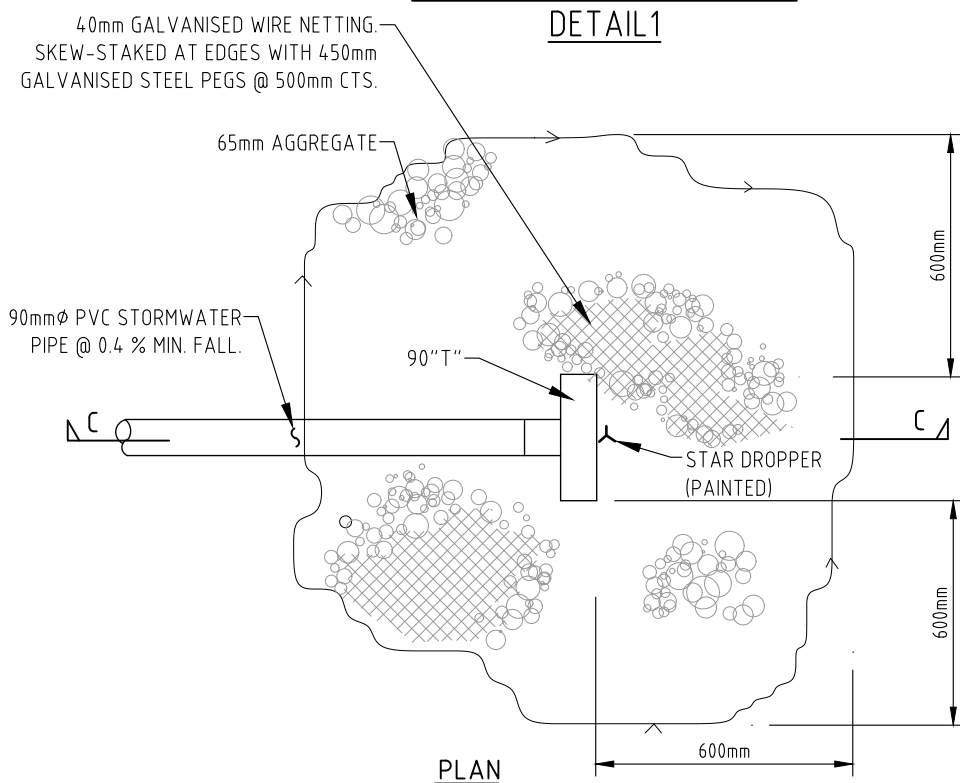 DETAIL1
40mm GALVANISED WIRE NETTING.
SKEW-STAKED AT EDGES WITH 450mm
GALVANISED STEEL PEGS @ 500mm CTS.
65mm AGGREGATE
600mm
90mmØ PVC STORMWATER
PIPE @ 0.4 % MIN. FALL.
90"T"
C
C
STAR DROPPER
(PAINTED)
600mm
600mm
PLAN